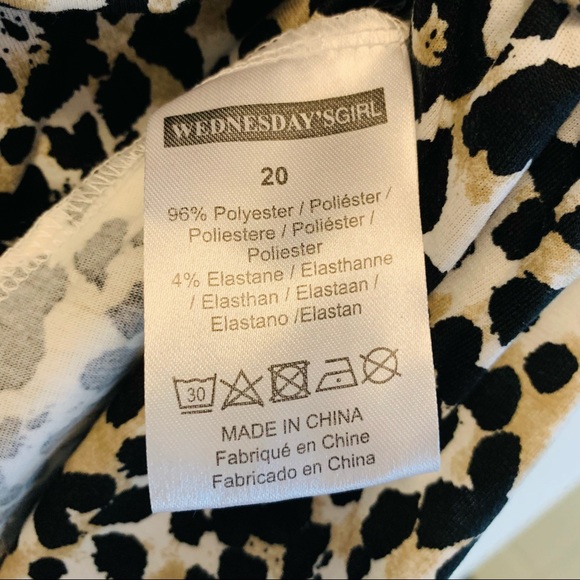 WEDNESDAY'SGIRL
20
96% Polyester / Poliéster /
Poliestere / Poliéster /
Poliester
4% Elastane / Elasthanne
/ Elasthan / Elastaan /
Elastano /Elastan
30
MADE IN CHINA
Fabriqué en Chine
Fabricado en China